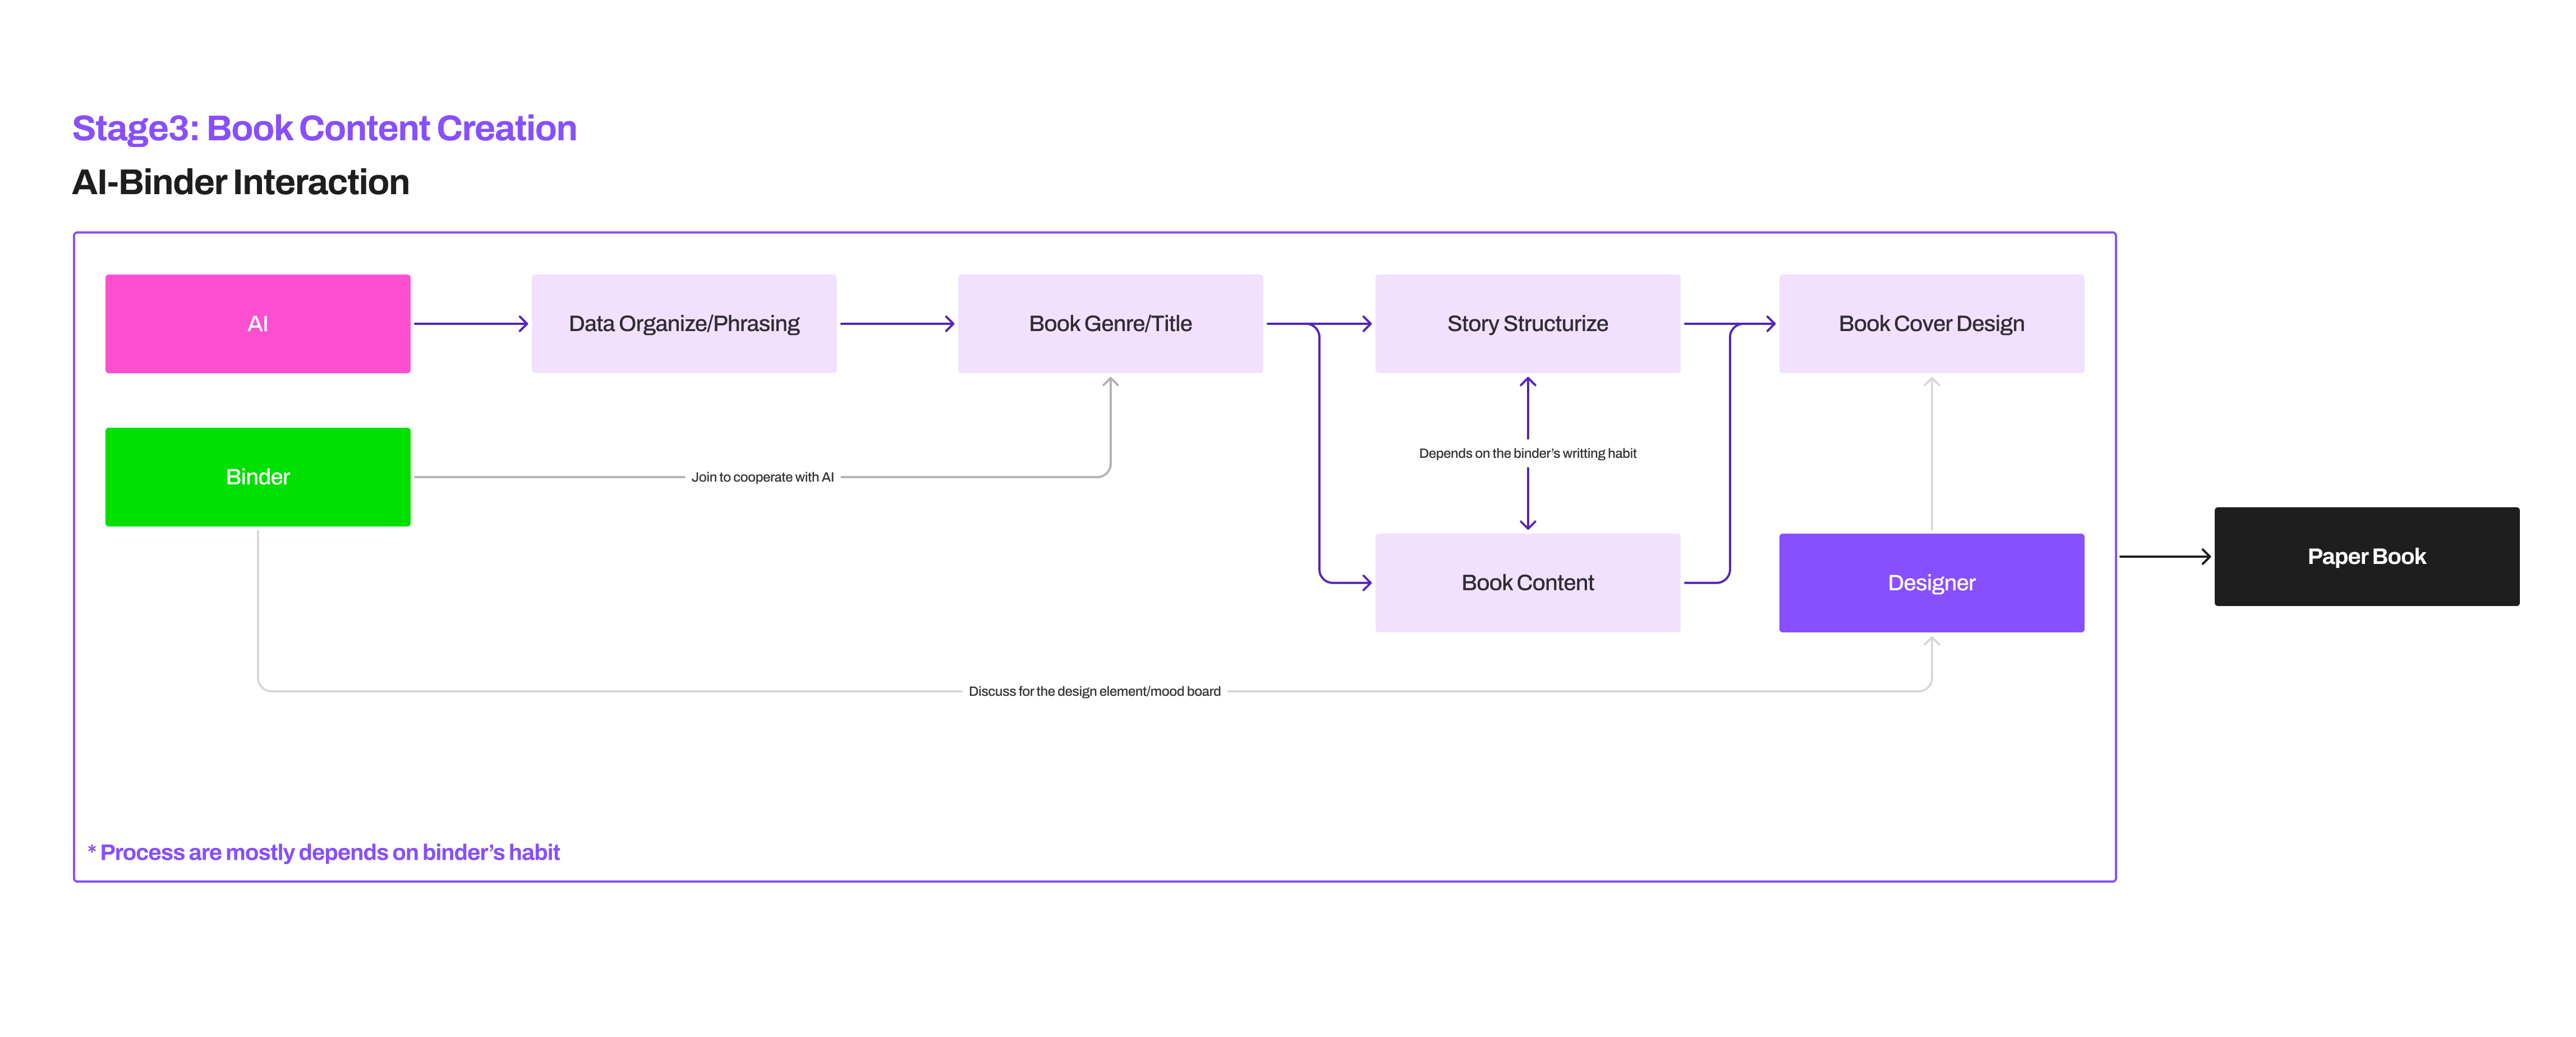 Stage3: Book Content Creation
AI-Binder Interaction
AI
Data Organize/Phrasing
Book Genre/Title
Story Structurize
Book Cover Design
Binder
Join to cooperate with AI
Depends on the binder’s writting habit
Book Content
Designer
Paper Book
Discuss for the design element/mood board
* Process are mostly depends on binder’s habit